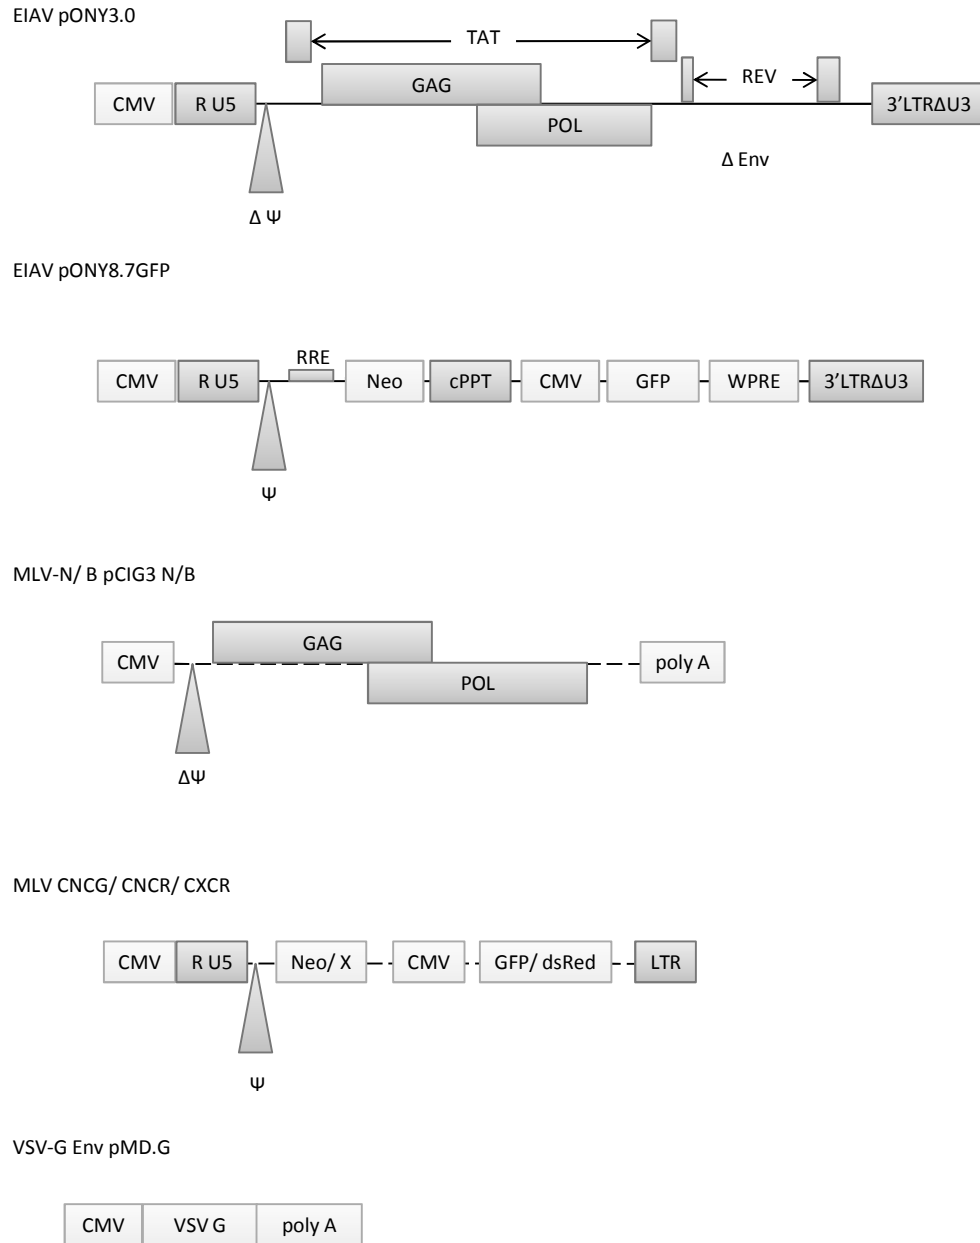 EIAV pONY3.0
TAT
GAG
REV
CMV R U5 3'LTRΔU3
POL
Δ Env
Δ Ψ
EIAV pONY8.7GFP
RRE
CMV R U5 Neo cPPT CMV GFP WPRE 3'LTRΔU3
Ψ
MLV-N/ B pCIG3 N/B
GAG
CMV poly A
POL
ΔΨ
MLV CNCG/ CNCR/ CXCR
CMV R U5 Neo/ X CMV GFP/ dsRed LTR
Ψ
VSV-G Env pMD.G
CMV VSV G poly A